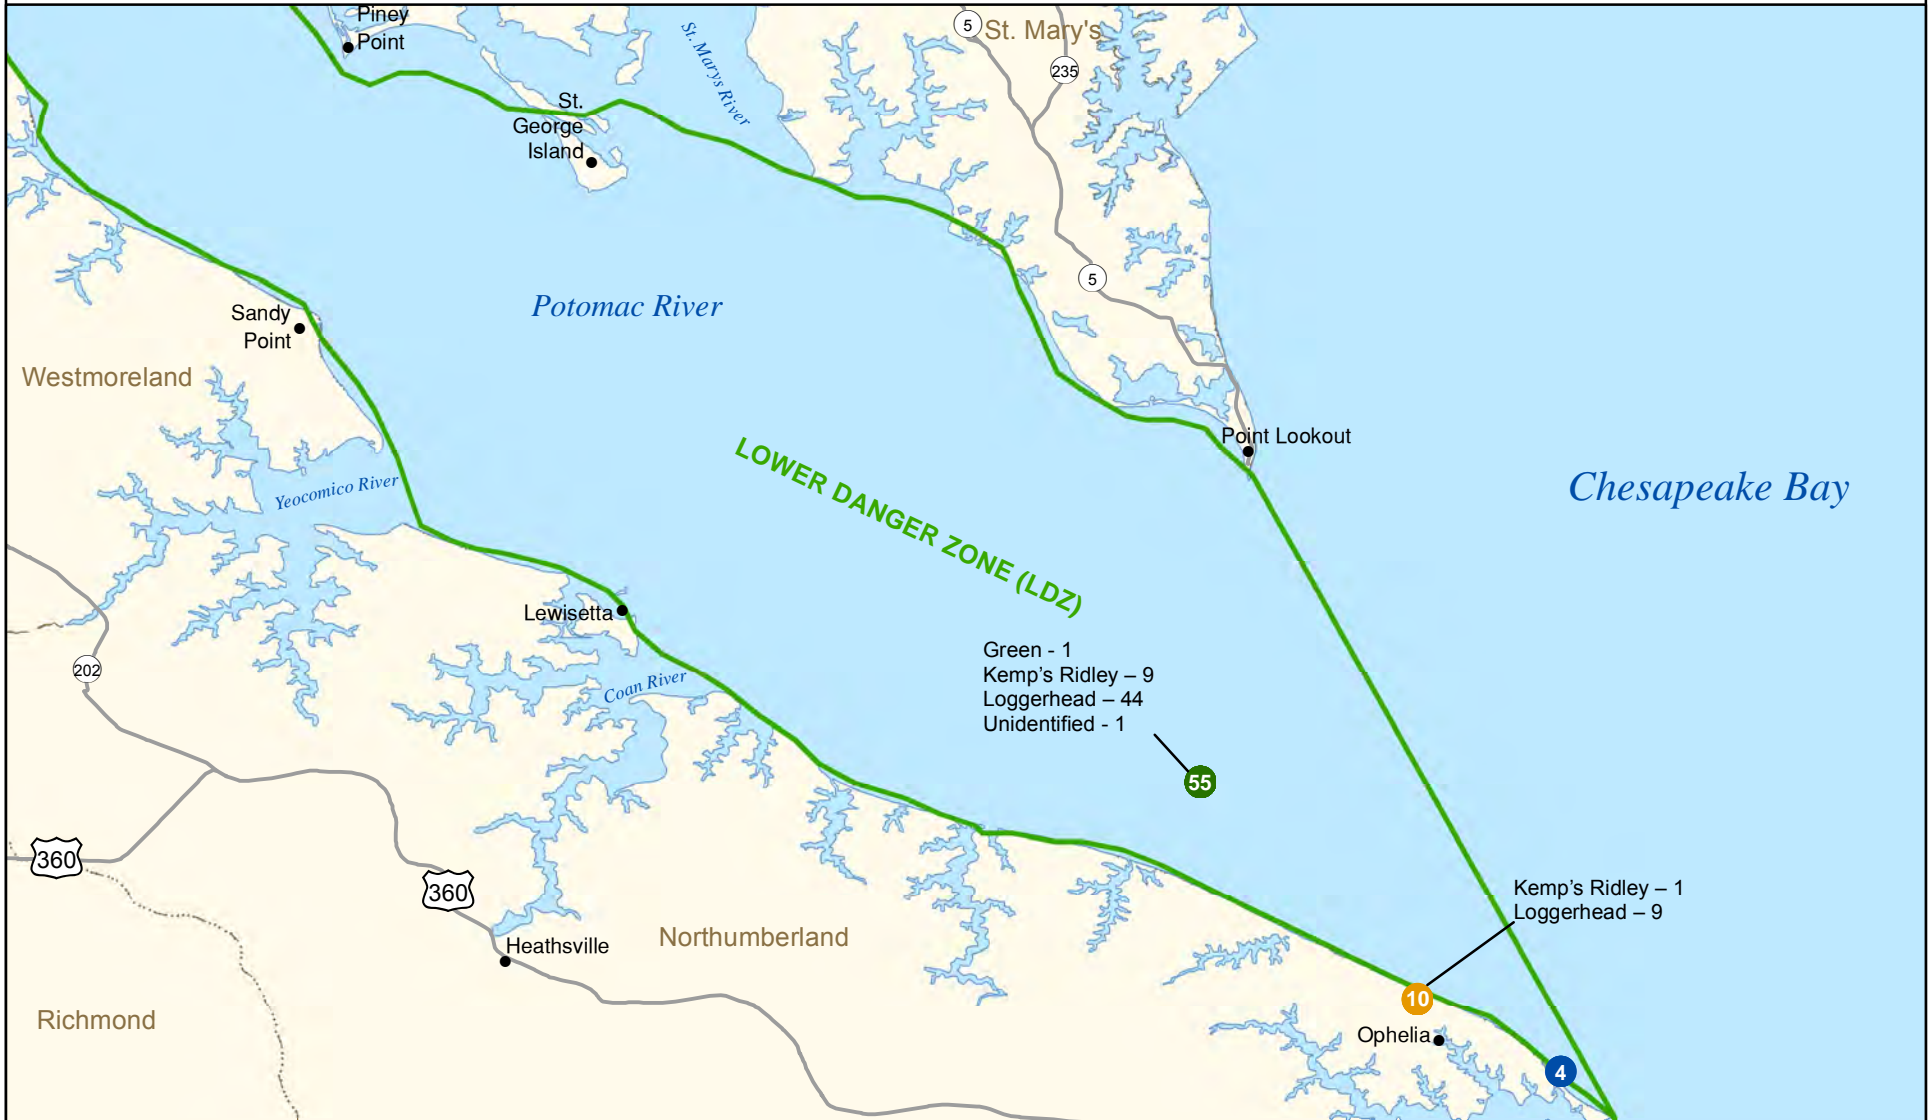 Piney
Point
5
St. Mary's
St. Marys River
235
St.
George
Island
5
Sandy
Point
Potomac River
Westmoreland
Point Lookout
Chesapeake Bay
Yeocomico River
LOWER DANGER ZONE (LDZ)
Lewisetta
Green - 1
Kemp’s Ridley – 9
Loggerhead – 44
Unidentified - 1
202
Coan River
55
360
360
Kemp’s Ridley – 1
Loggerhead – 9
Heathsville
Northumberland
10
Richmond
Ophelia
4